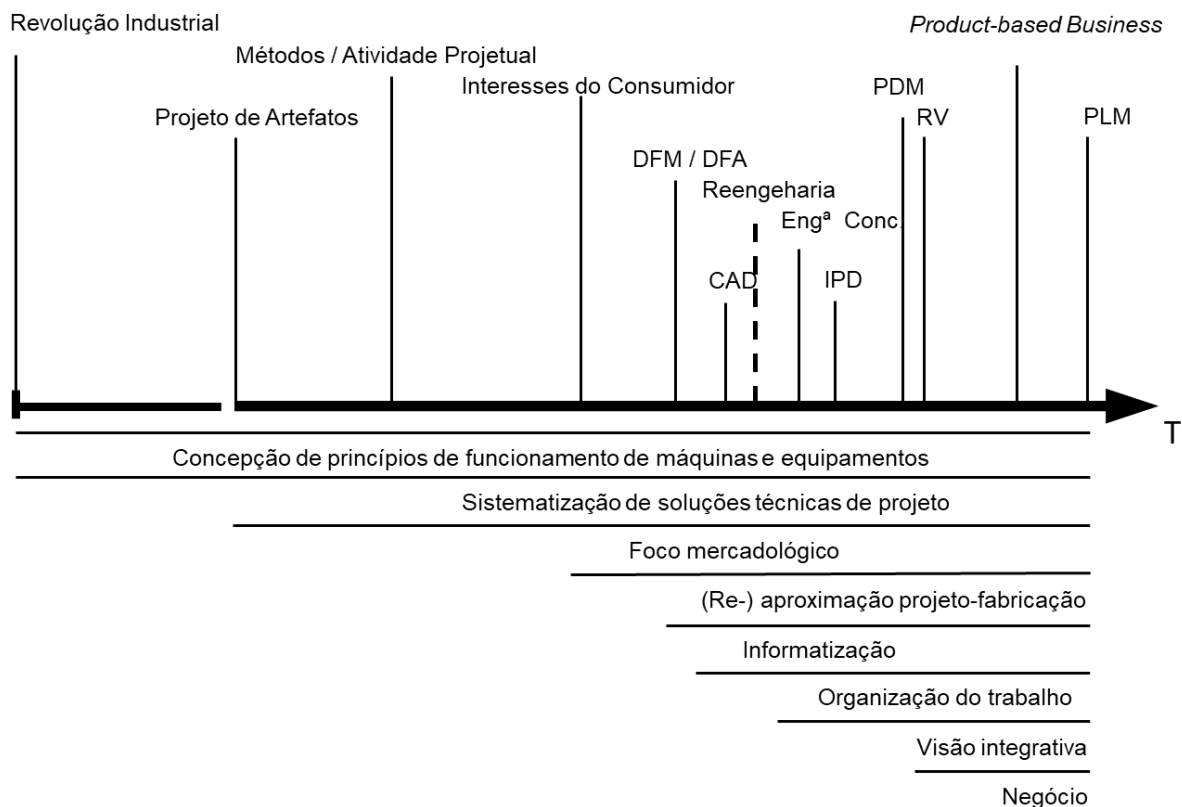 Revolução Industrial
Product-based Business
Métodos / Atividade Projetual
Interesses do Consumidor
PDM
Projeto de Artefatos
RV
PLM
DFM / DFA
Reengeharia
Engª Conc.
CAD
IPD
T
Concepção de princípios de funcionamento de máquinas e equipamentos
Sistematização de soluções técnicas de projeto
Foco mercadológico
(Re-) aproximação projeto-fabricação
Informatização
Organização do trabalho
Visão integrativa
Negócio